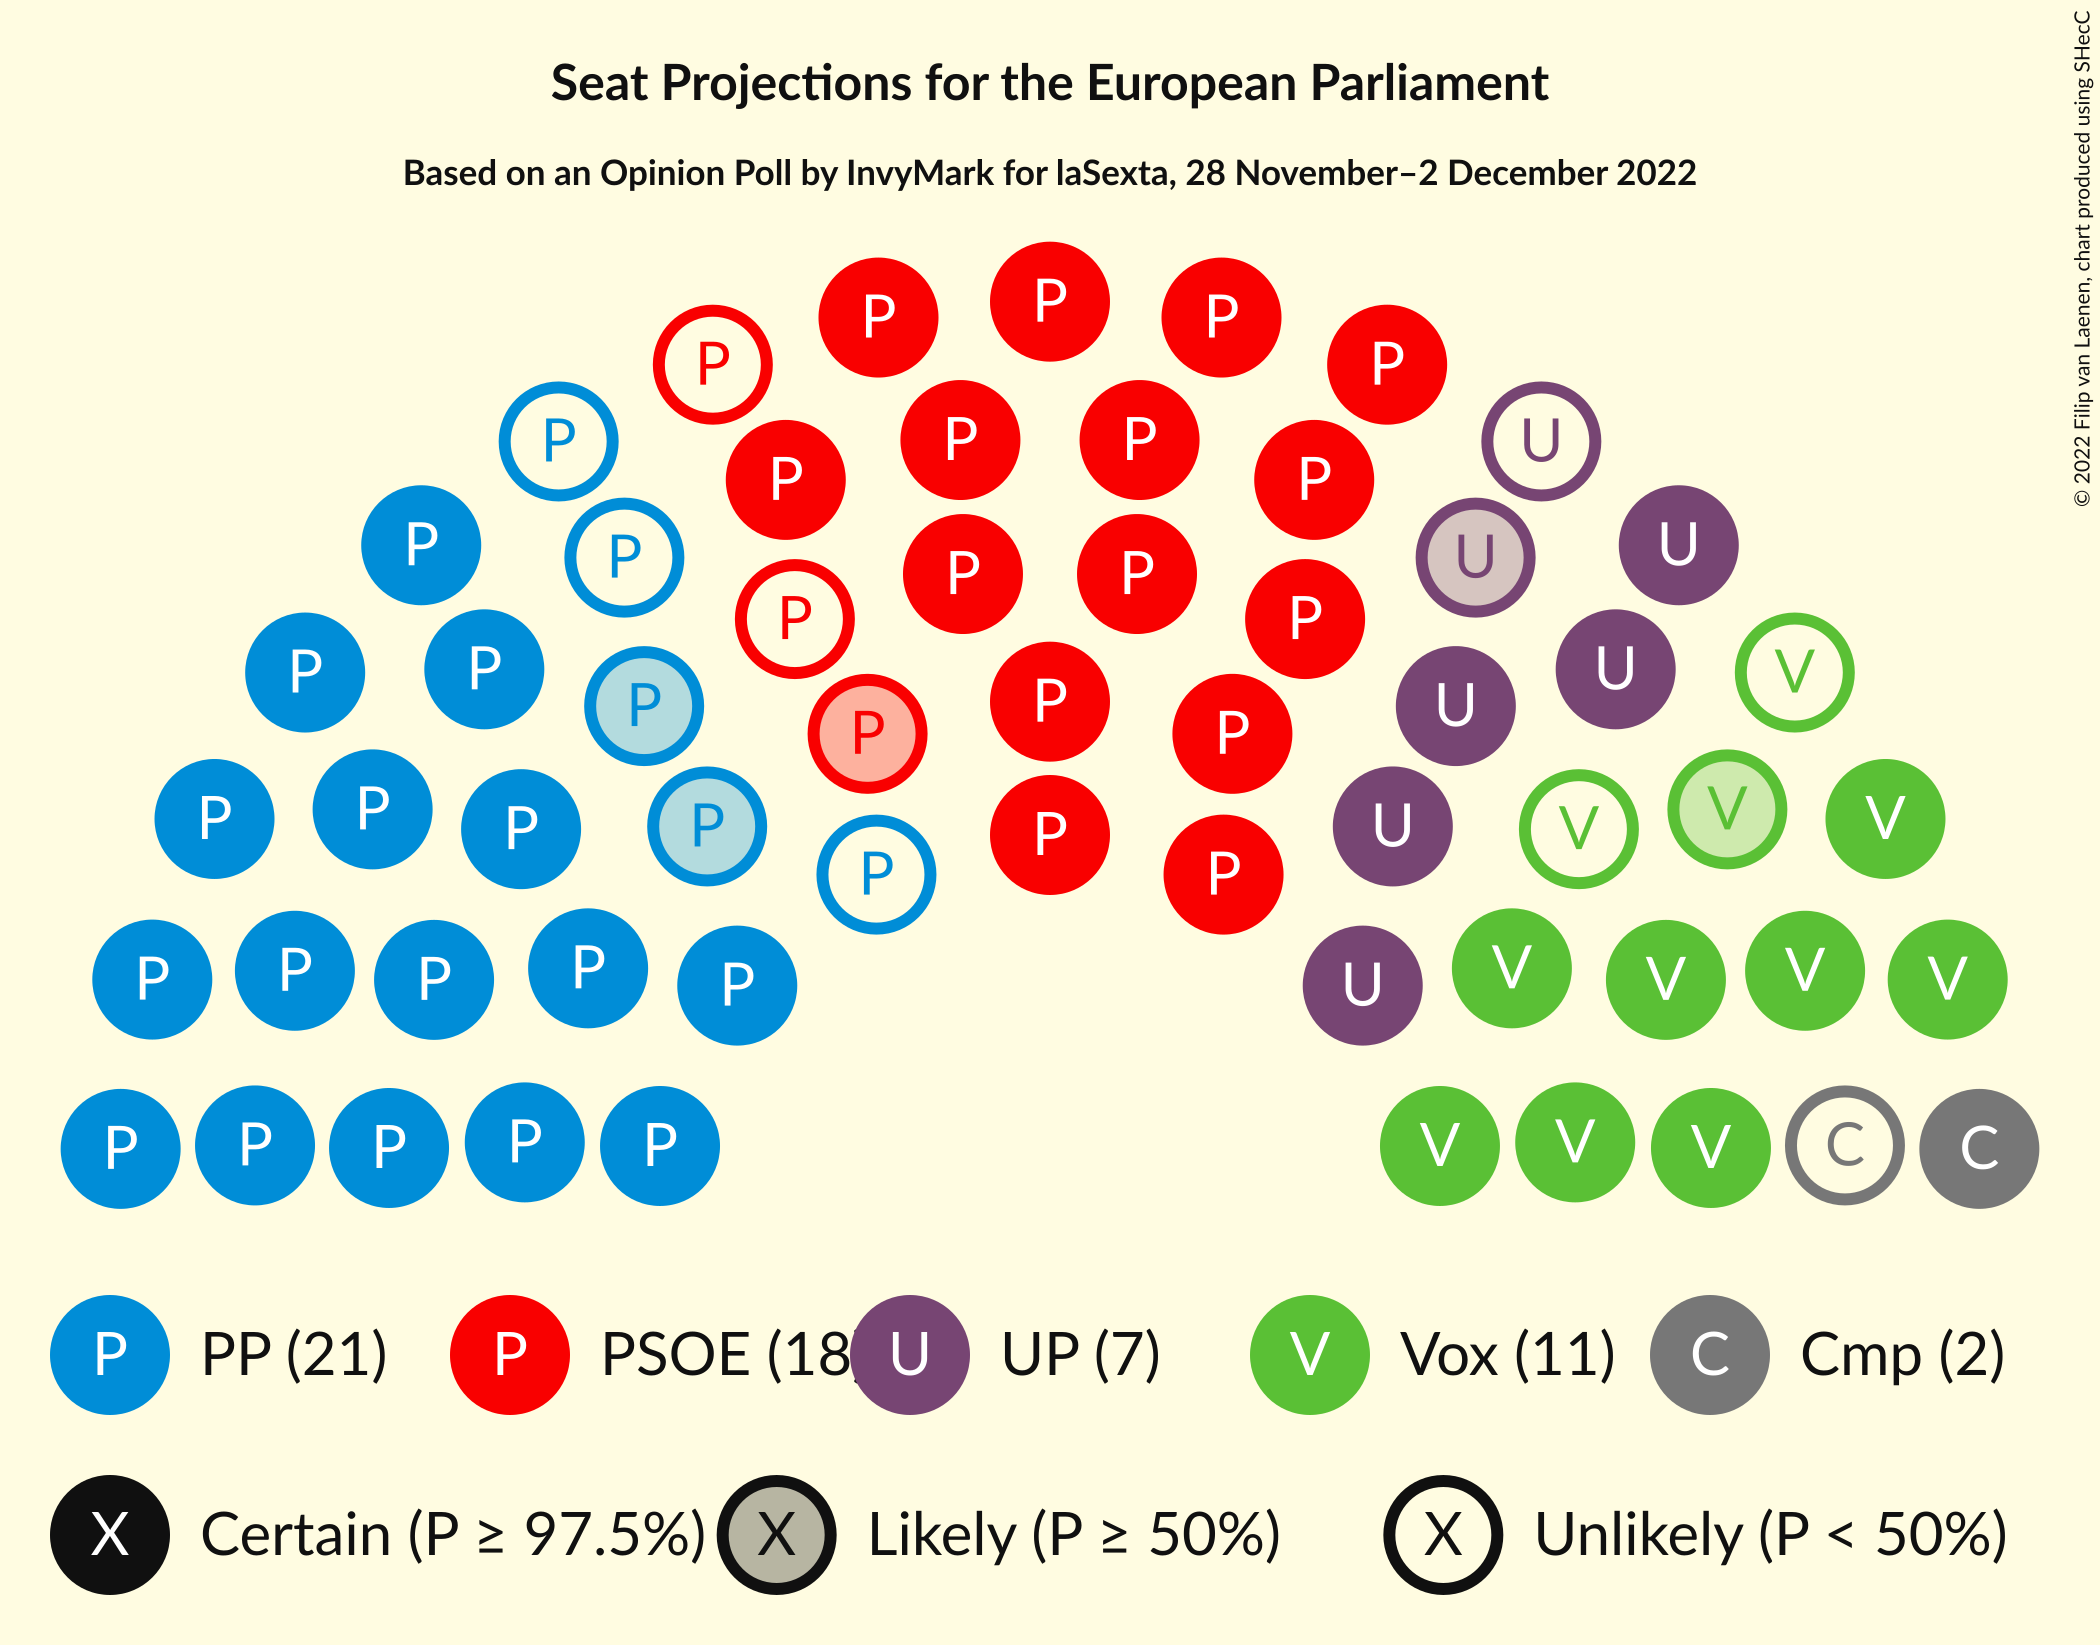 Seat Projections for the European Parliament
Based on an Opinion Poll by InvyMark for laSexta, 28 November–2 December 2022
© 2022 Filip van Laenen, chart produced using SHecC
P
P P
P P
P U
P P
P P
P U
P P
P U
P P
P P
U U
P P
P U
P P
P V
P P
P P
P U
P V
P P
P V
P U
V V
P P
P P
P U
V V
V V
P P P P P V V V C C
P PP (21) P PSOE (18 U UP (7) V Vox (11) C Cmp (2)
X Certain (P ≥ 97.5%) X Likely (P ≥ 50%) X Unlikely (P < 50%)